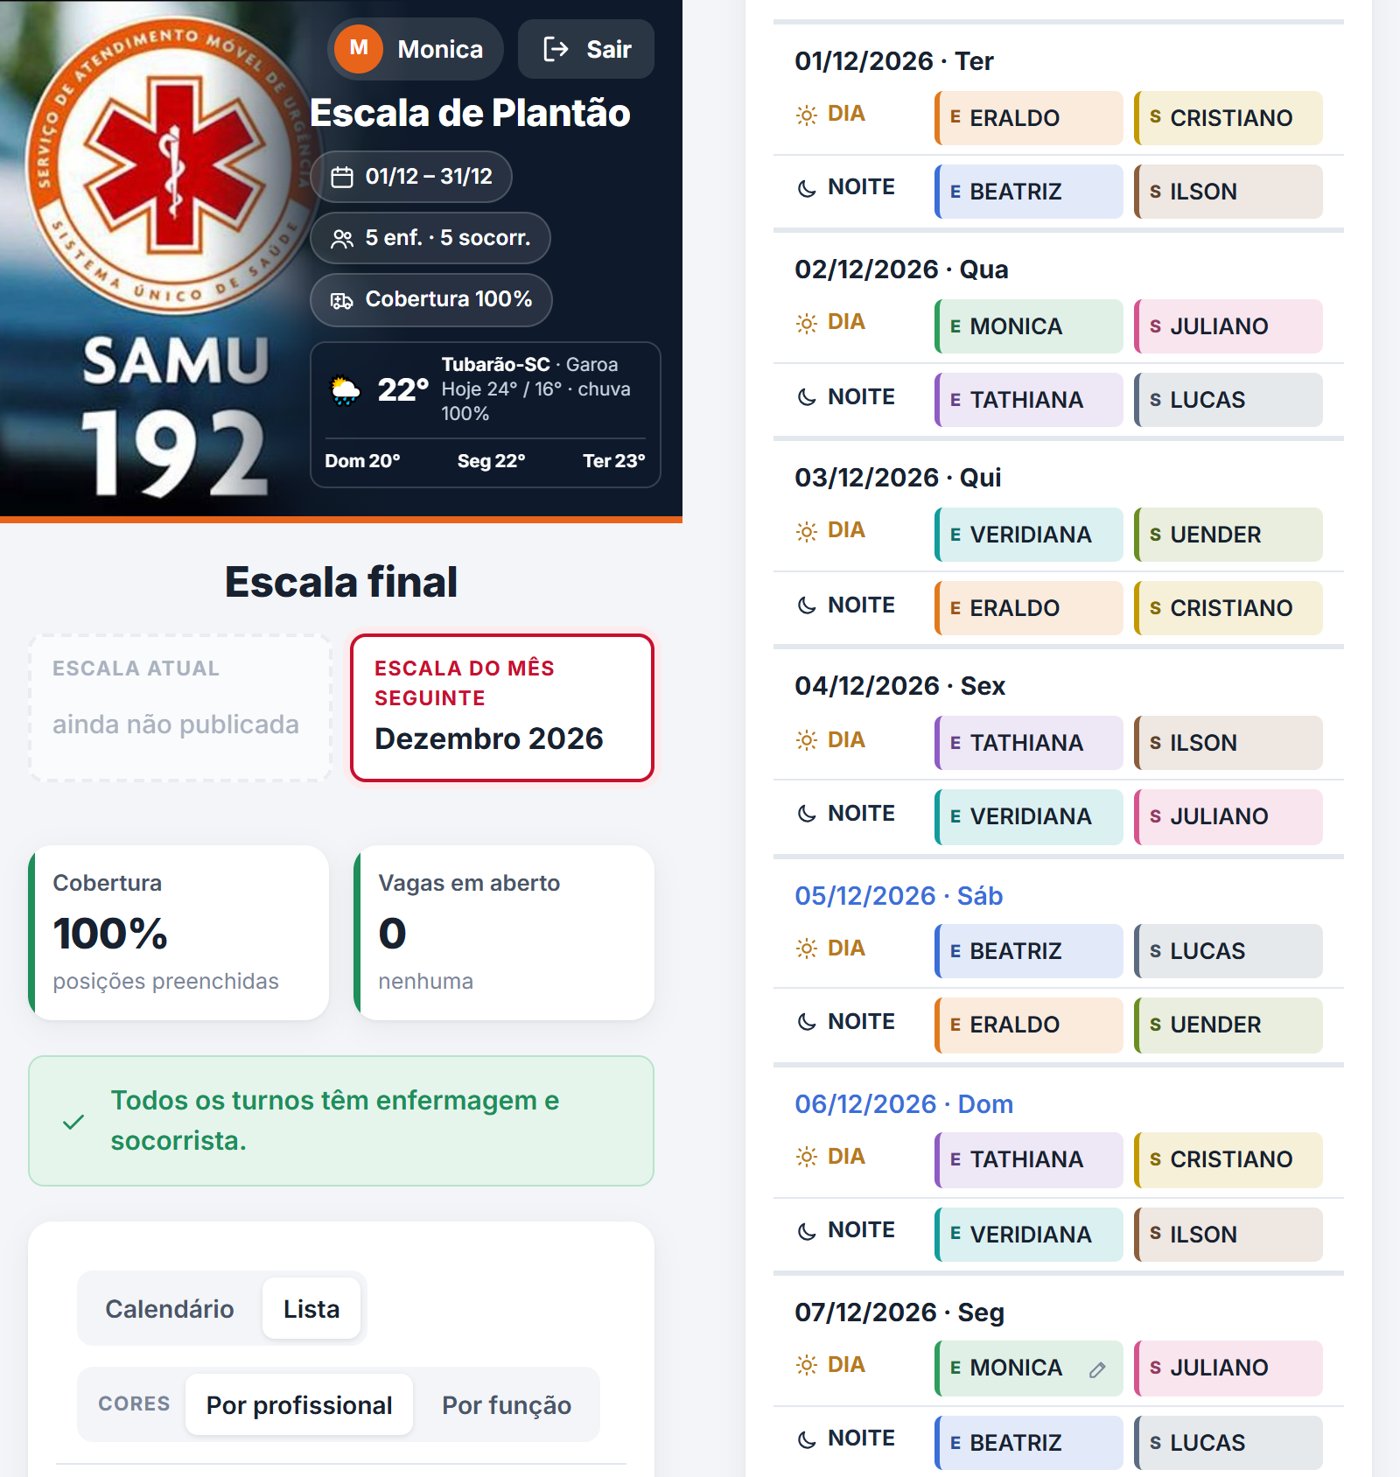 SERVIÇO DE ATENDIMENTO MÓVEL DE URGÊNCIA
SISTEMA ÚNICO DE SAÚDE
SAMU
192
M Monica
Sair
Escala de Plantão
01/12 – 31/12
5 enf. · 5 socorr.
Cobertura 100%
22°
Tubarão-SC · Garoa
Hoje 24° / 16° · chuva
100%
Dom 20° Seg 22° Ter 23°
Escala final
ESCALA ATUAL
ainda não publicada
ESCALA DO MÊS
SEGUINTE
Dezembro 2026
Cobertura
100%
posições preenchidas
Vagas em aberto
0
nenhuma
Todos os turnos têm enfermagem e
socorrista.
Calendário Lista
CORES Por profissional Por função
01/12/2026 · Ter
DIA E ERALDO S CRISTIANO
NOITE E BEATRIZ S ILSON
02/12/2026 · Qua
DIA E MONICA S JULIANO
NOITE E TATHIANA S LUCAS
03/12/2026 · Qui
DIA E VERIDIANA S UENDER
NOITE E ERALDO S CRISTIANO
04/12/2026 · Sex
DIA E TATHIANA S ILSON
NOITE E VERIDIANA S JULIANO
05/12/2026 · Sáb
DIA E BEATRIZ S LUCAS
NOITE E ERALDO S UENDER
06/12/2026 · Dom
DIA E TATHIANA S CRISTIANO
NOITE E VERIDIANA S ILSON
07/12/2026 · Seg
DIA E MONICA S JULIANO
NOITE E BEATRIZ S LUCAS